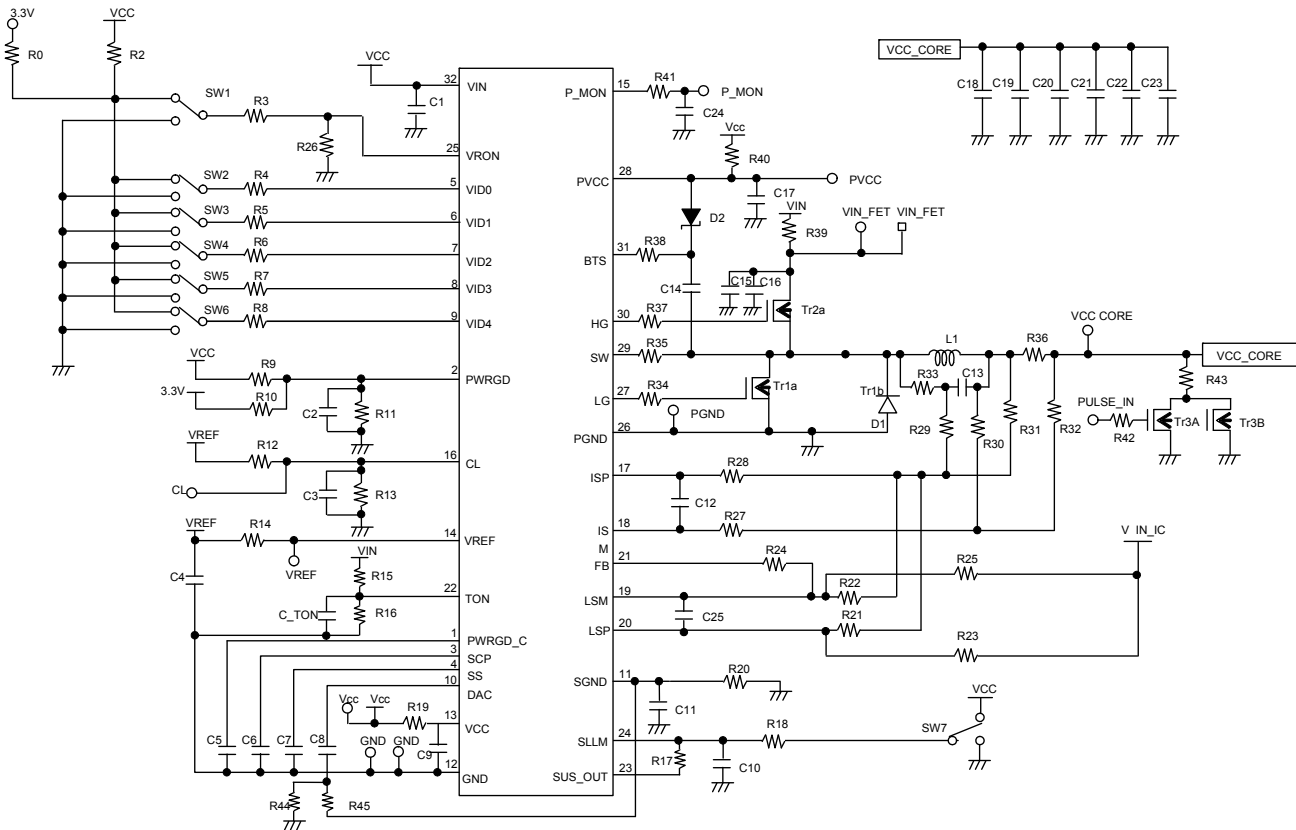 3.3V
VCC
R0
R2
VCC
SW1
R3
32
VIN
C1
R26
25
VRON
SW2
R4
5
VID0
SW3
R5
6
VID1
SW4
R6
7
VID2
SW5
R7
8
VID3
SW6
R8
9
VID4
VCC
R9
2
PWRGD
3.3V
R10
C2
R11
VREF
R12
16
CL
CL
C3
R13
VREF
R14
14
VREF
VREF
C4
VIN
R15
22
TON
C_TON
R16
1
PWRGD_C
3
SCP
4
SS
10
DAC
Vcc
Vcc
R19
13
VCC
C5
C6
C7
C8
GND
GND
C9
12
GND
R44
R45
15
P_MON
R41
P_MON
C24
Vcc
R40
PVCC
28
PVCC
C17
D2
VIN
R39
VIN_FET
VIN_FET
31
R38
BTS
C14
C15
C16
Tr2a
HG
30
R37
SW
29
R35
L1
R36
VCC CORE
VCC_CORE
Tr1a
Tr1b
D1
R33
C13
LG
27
R34
PGND
PGND
26
R29
R30
R31
R32
R43
PULSE_IN
R42
Tr3A
Tr3B
ISP
17
R28
C12
IS
M
18
R27
FB
21
R24
V_IN_IC
R25
LSM
19
R22
C25
LSP
20
R21
R23
SGND
11
R20
C11
SLLM
24
R18
SW7
VCC
R17
C10
SUS_OUT
23
VCC_CORE
C18
C19
C20
C21
C22
C23